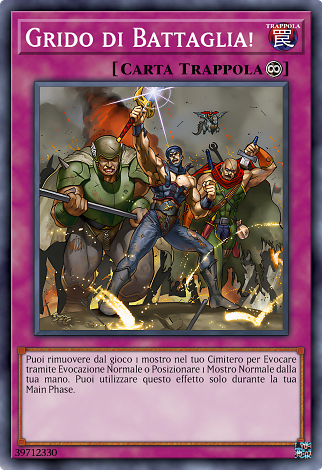 Grido di Battaglia!
TRAPPOLA
罠
[Carta Trappola]
Puoi rimuovere dal gioco 1 mostro nel tuo Cimitero per Evocare
tramite Evocazione Normale o Posizionare 1 Mostro Normale dalla
tua mano. Puoi utilizzare questo effetto solo durante la tua
Main Phase.
39712330